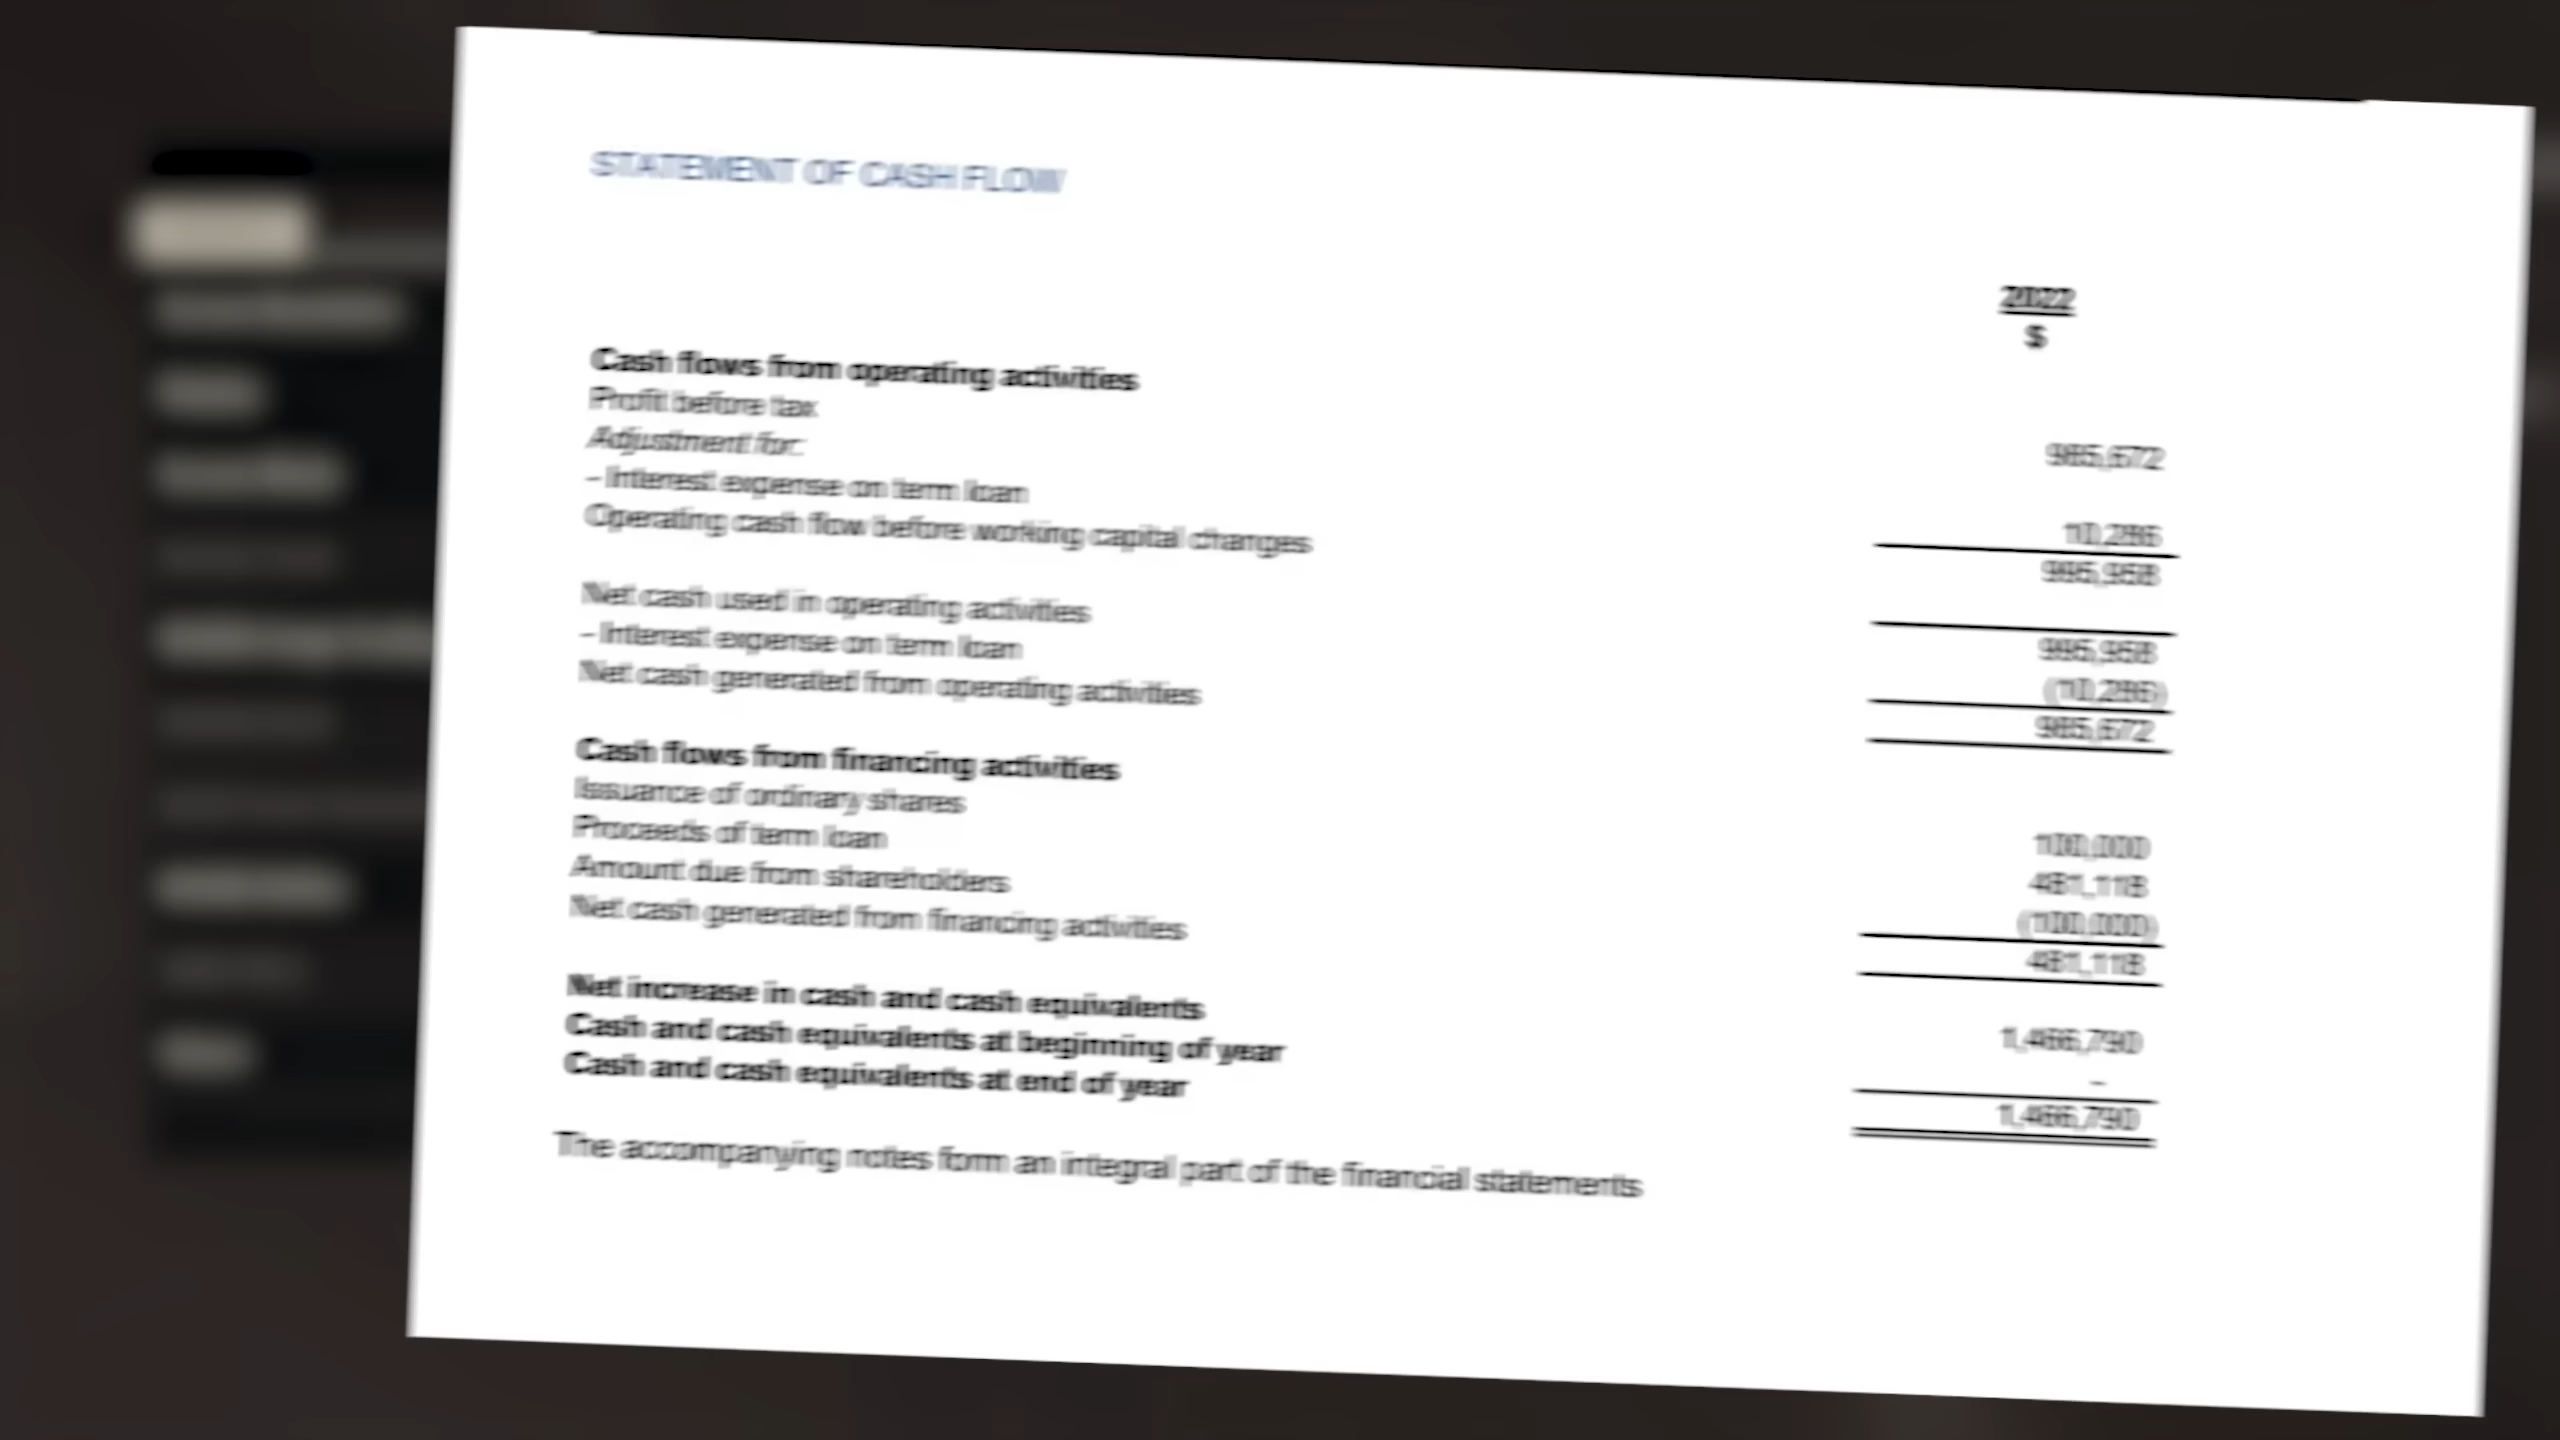 STATEMENT OF CASH FLOW
2022
$
Cash flows from operating activities
Profit before tax 985,672
Adjustment for:
- Interest expense on term loan 10,286
Operating cash flow before working capital changes 995,958
Net cash used in operating activities 995,958
- Interest expense on term loan (10,286)
Net cash generated from operating activities 985,672
Cash flows from financing activities
Issuance of ordinary shares 100,000
Proceeds of term loan 481,118
Amount due from shareholders (100,000)
Net cash generated from financing activities 481,118
Net increase in cash and cash equivalents 1,466,790
Cash and cash equivalents at beginning of year -
Cash and cash equivalents at end of year 1,466,790
The accompanying notes form an integral part of the financial statements